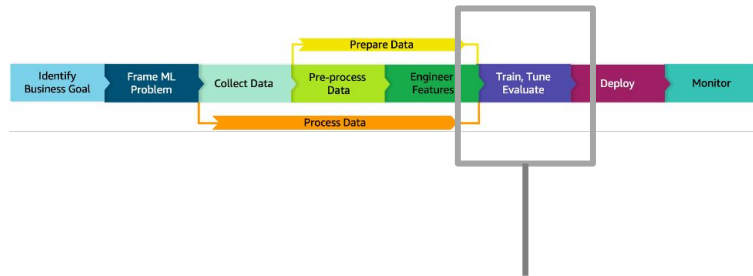 Prepare Data
Identify
Business Goal
Frame ML
Problem
Collect Data
Pre-process
Data
Engineer
Features
Train, Tune
Evaluate
Deploy
Monitor
Process Data